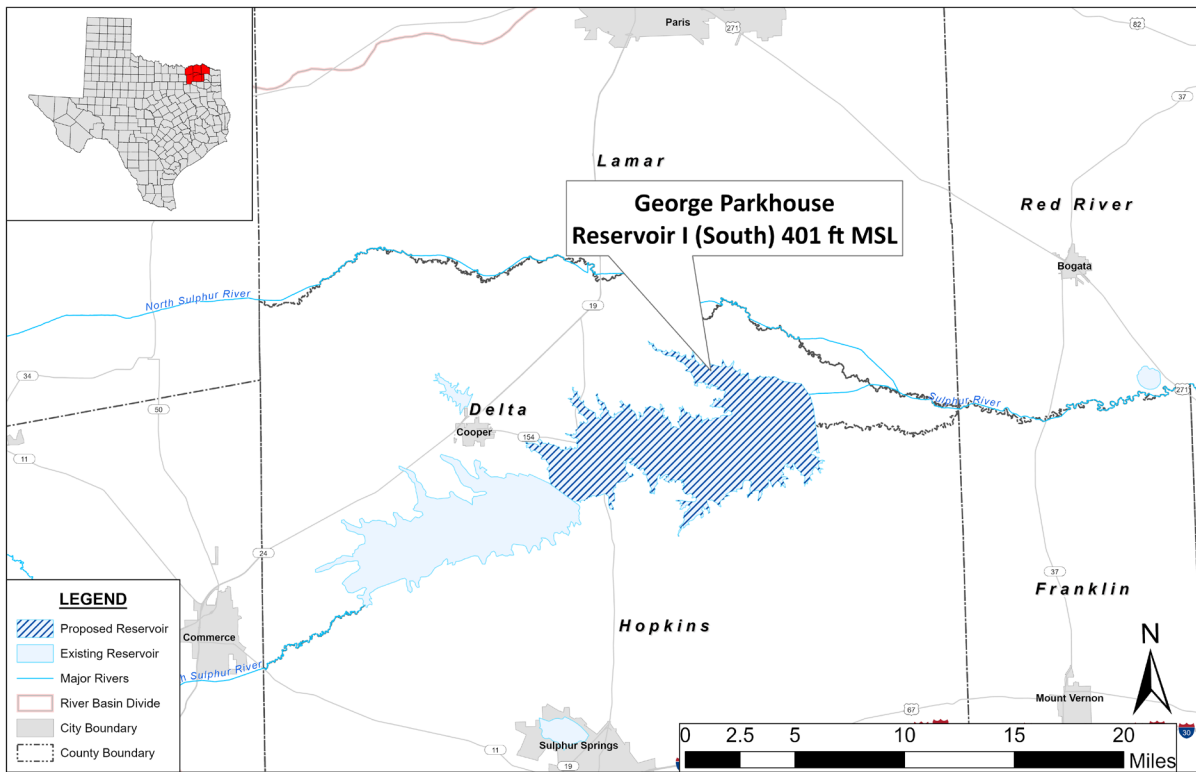 Paris
271
82
37
Lamar
George Parkhouse
Reservoir I (South) 401 ft MSL
Red River
Bogata
North Sulphur River
19
34
50
271
Sulphur River
Delta
Cooper
154
11
24
37
Franklin
Hopkins
LEGEND
Proposed Reservoir
Existing Reservoir
Major Rivers
River Basin Divide
City Boundary
County Boundary
Commerce
th Sulphur River
N
Mount Vernon
67
Sulphur Springs
11
19
0 2.5 5 10 15 20
Miles
30